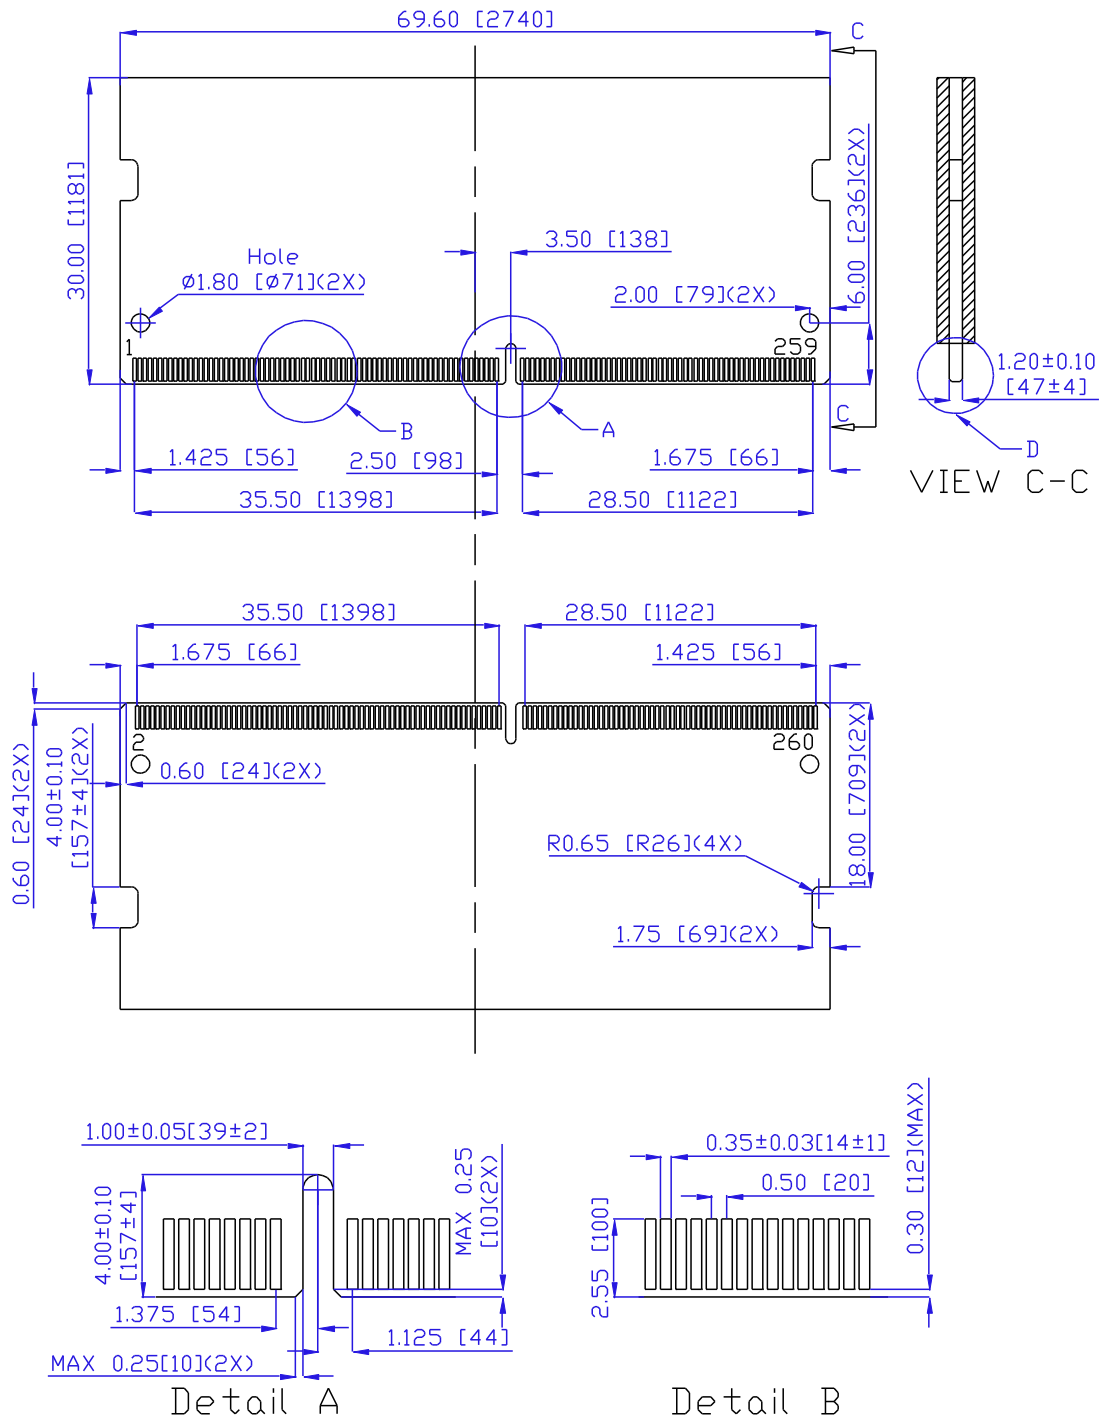 69.60 [2740]
C
30.00 [1181]
6.00 [236](2X)
3.50 [138]
Hole
Ø1.80 [Ø71](2X)
2.00 [79](2X)
1
259
1.20±0.10
[47±4]
C
B
A
D
1.425 [56]
2.50 [98]
1.675 [66]
VIEW C-C
35.50 [1398]
28.50 [1122]
35.50 [1398]
28.50 [1122]
1.675 [66]
1.425 [56]
2
260
0.60 [24](2X)
4.00±0.10
[157±4](2X)
0.60 [24](2X)
18.00 [709](2X)
R0.65 [R26](4X)
1.75 [69](2X)
1.00±0.05[39±2]
4.00±0.10
[157±4]
MAX 0.25
[10](2X)
0.35±0.03[14±1]
0.50 [20]
0.30 [12](MAX)
2.55 [100]
1.375 [54]
1.125 [44]
MAX 0.25[10](2X)
Detail A
Detail B